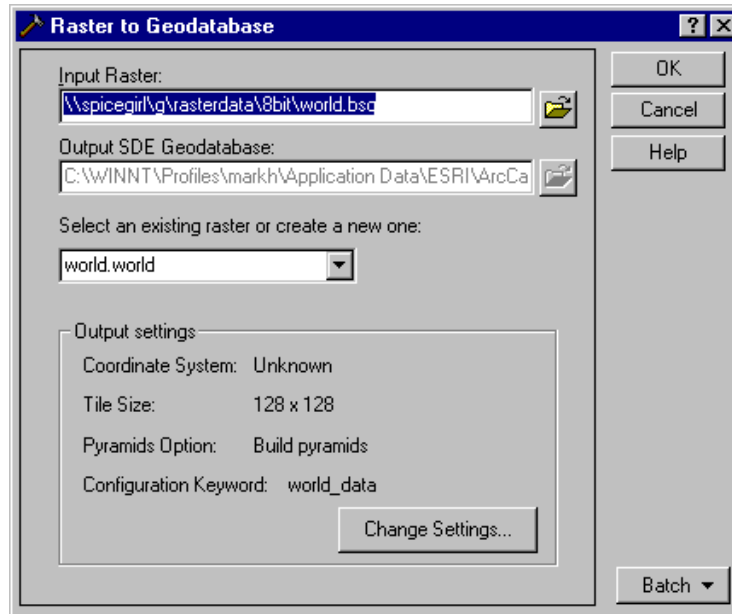 Raster to Geodatabase
Input Raster:
\\spicegirl\g\rasterdata\8bit\world.bsq
Output SDE Geodatabase:
C:\WINNT\Profiles\markh\Application Data\ESRI\ArcCa
Select an existing raster or create a new one:
world.world
Output settings
Coordinate System: Unknown
Tile Size: 128 x 128
Pyramids Option: Build pyramids
Configuration Keyword: world_data
Change Settings...
OK
Cancel
Help
Batch